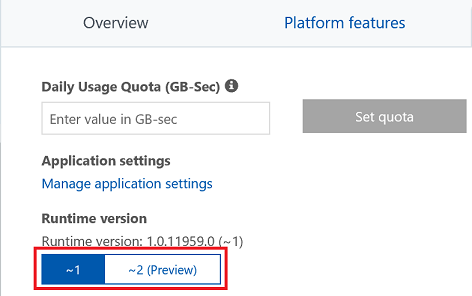 Overview Platform features
Daily Usage Quota (GB-Sec)
Enter value in GB-sec Set quota
Application settings
Manage application settings
Runtime version
Runtime version: 1.0.11959.0 (~1)
~1 ~2 (Preview)